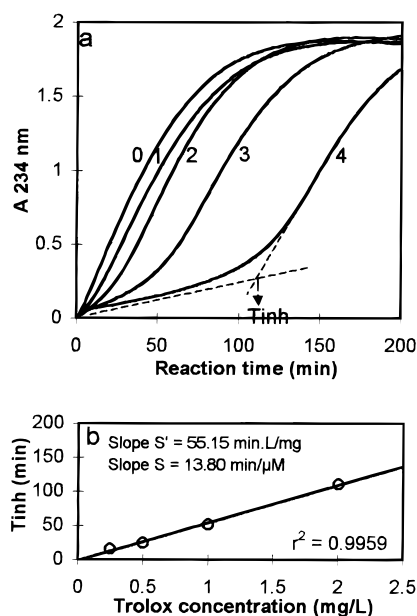 a
2
1.5
1
0.5
0
A 234 nm
0 1 2 3 4
Tinh
0 50 100 150 200
Reaction time (min)
b
200
150
100
50
0
Tinh (min)
Slope S' = 55.15 min.L/mg
Slope S = 13.80 min/µM
r² = 0.9959
0 0.5 1.0 1.5 2.0 2.5
Trolox concentration (mg/L)